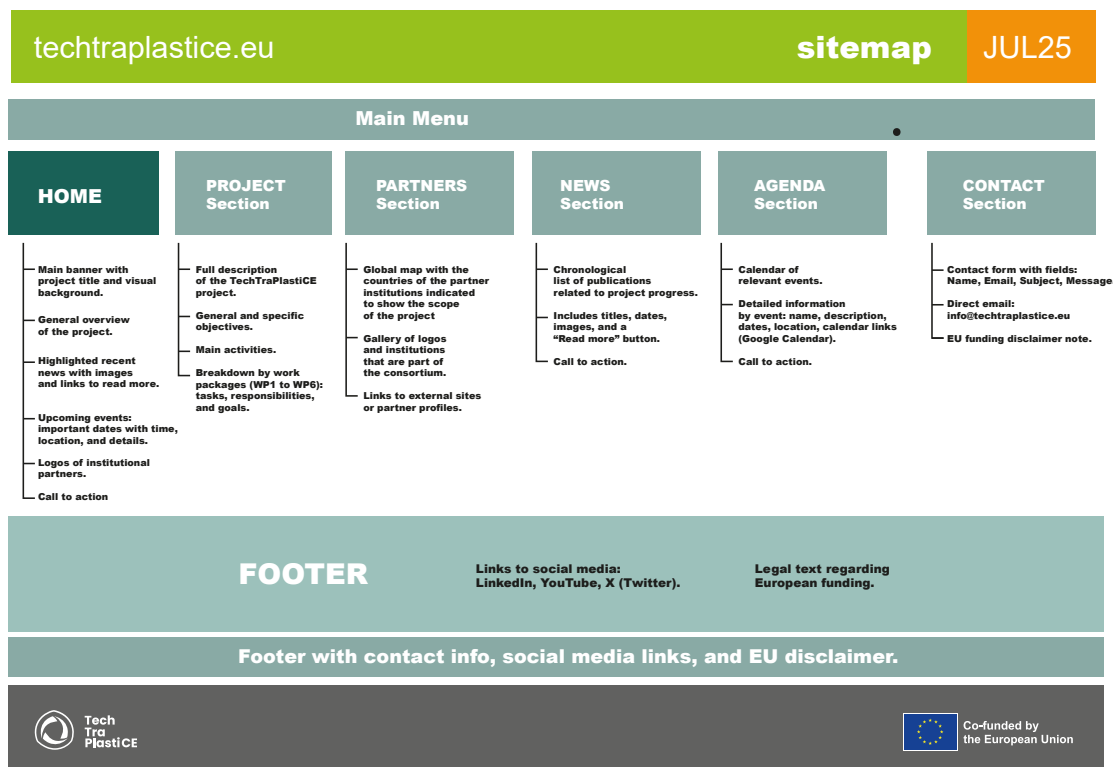 techtraplastice.eu
sitemap
JUL25
Main Menu
HOME
PROJECT
Section
PARTNERS
Section
NEWS
Section
AGENDA
Section
CONTACT
Section
Main banner with
project title and visual
background.
General overview
of the project.
Highlighted recent
news with images
and links to read more.
Upcoming events:
important dates with time,
location, and details.
Logos of institutional
partners.
Call to action
Full description
of the TechTraPlastiCE
project.
General and specific
objectives.
Main activities.
Breakdown by work
packages (WP1 to WP6):
tasks, responsibilities,
and goals.
Global map with the
countries of the partner
institutions indicated
to show the scope
of the project
Gallery of logos
and institutions
that are part of
the consortium.
Links to external sites
or partner profiles.
Chronological
list of publications
related to project progress.
Includes titles, dates,
images, and a
“Read more” button.
Call to action.
Calendar of
relevant events.
Detailed information
by event: name, description,
dates, location, calendar links
(Google Calendar).
Call to action.
Contact form with fields:
Name, Email, Subject, Message.
Direct email:
info@techtraplastice.eu
EU funding disclaimer note.
FOOTER
Links to social media:
LinkedIn, YouTube, X (Twitter).
Legal text regarding
European funding.
Footer with contact info, social media links, and EU disclaimer.
Tech
Tra
PlastiCE
Co-funded by
the European Union